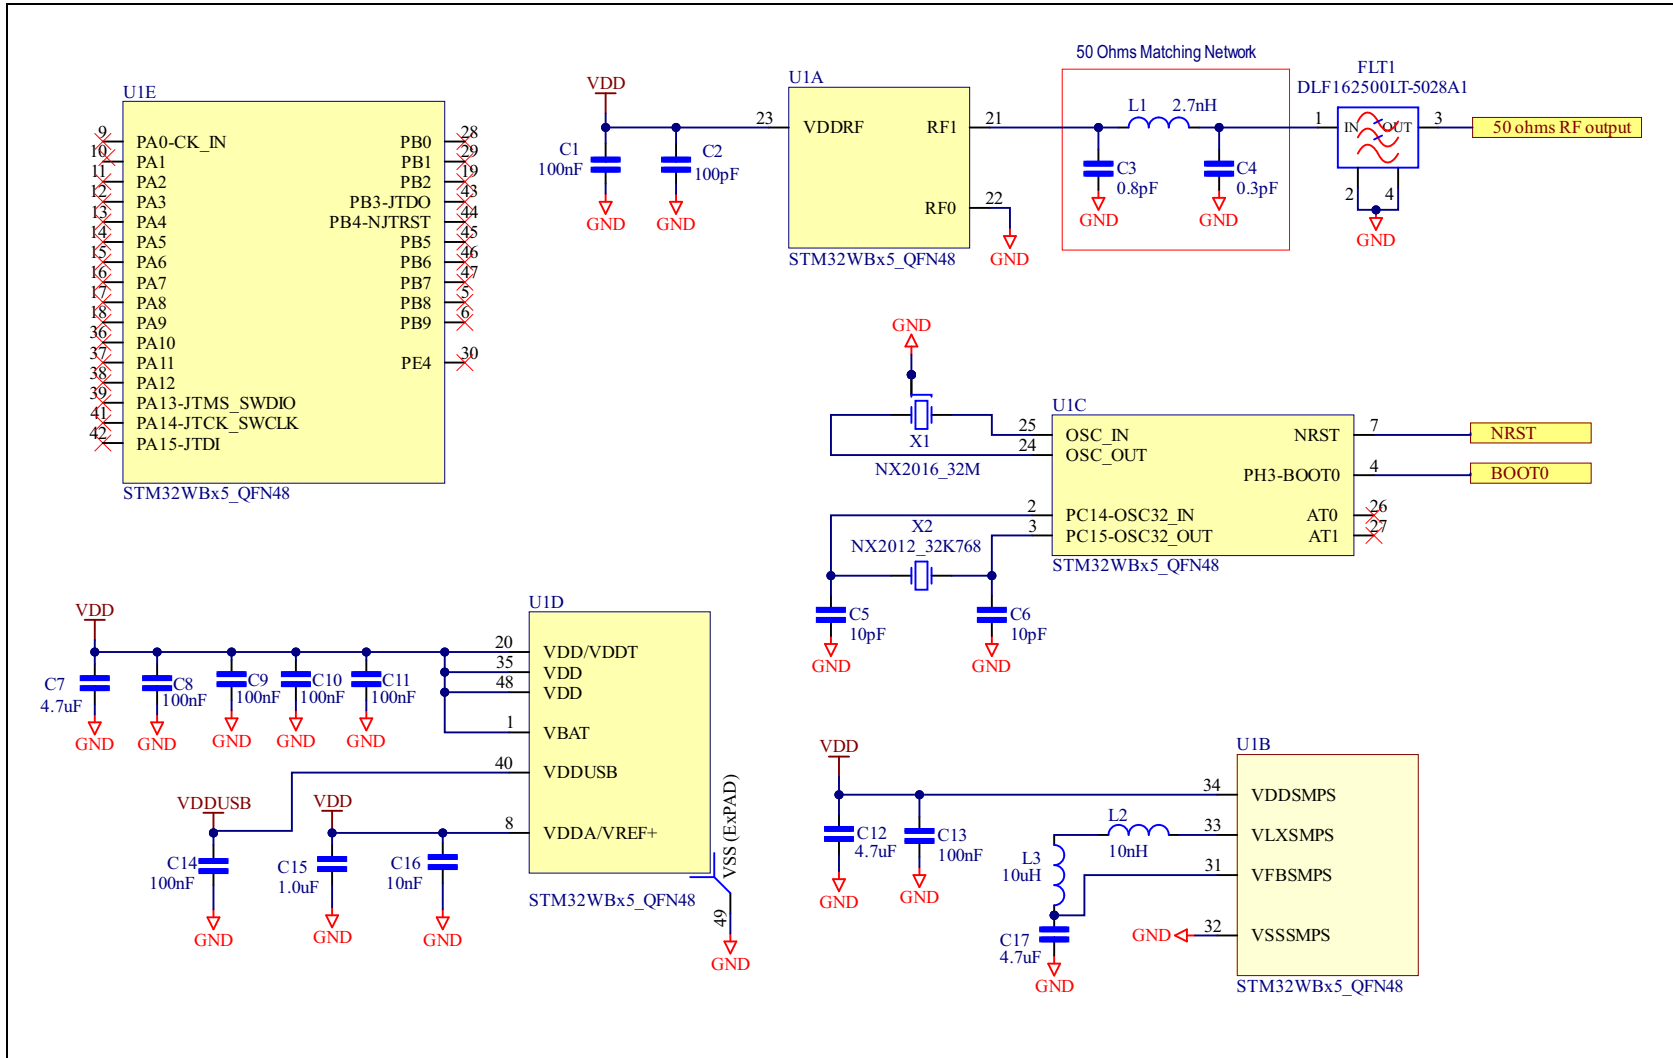 50 Ohms Matching Network
U1E
9 PA0-CK_IN
10 PA1
11 PA2
12 PA3
13 PA4
14 PA5
15 PA6
16 PA7
17 PA8
18 PA9
36 PA10
37 PA11
38 PA12
39 PA13-JTMS_SWDIO
41 PA14-JTCK_SWCLK
42 PA15-JTDI
PB0 28
PB1 29
PB2 19
PB3-JTDO 43
PB4-NJTRST 44
PB5 45
PB6 46
PB7 47
PB8 5
PB9 6
PE4 30
STM32WBx5_QFN48
VDD
C1
100nF
GND
C2
100pF
GND
U1A
23 VDDRF
RF1 21
RF0 22
GND
STM32WBx5_QFN48
L1 2.7nH
C3
0.8pF
GND
C4
0.3pF
GND
FLT1
DLF162500LT-5028A1
1 IN OUT 3
2 4
GND
50 ohms RF output
GND
X1
NX2016_32M
U1C
25 OSC_IN
24 OSC_OUT
2 PC14-OSC32_IN
3 PC15-OSC32_OUT
NRST 7
PH3-BOOT0 4
AT0 26
AT1 27
STM32WBx5_QFN48
NRST
BOOT0
X2
NX2012_32K768
C5
10pF
GND
C6
10pF
GND
VDD
C7
4.7uF
GND
C8
100nF
GND
C9
100nF
GND
C10
100nF
GND
C11
100nF
GND
U1D
20 VDD/VDDT
35 VDD
48 VDD
1 VBAT
40 VDDUSB
8 VDDA/VREF+
VSS (ExPAD)
49
GND
STM32WBx5_QFN48
VDDUSB
C14
100nF
GND
VDD
C15
1.0uF
GND
C16
10nF
GND
VDD
C12
4.7uF
GND
C13
100nF
GND
U1B
34 VDDSMPS
33 VLXSMPS
31 VFBSMPS
32 VSSSMPS
GND
STM32WBx5_QFN48
L2
10nH
L3
10uH
C17
4.7uF
GND